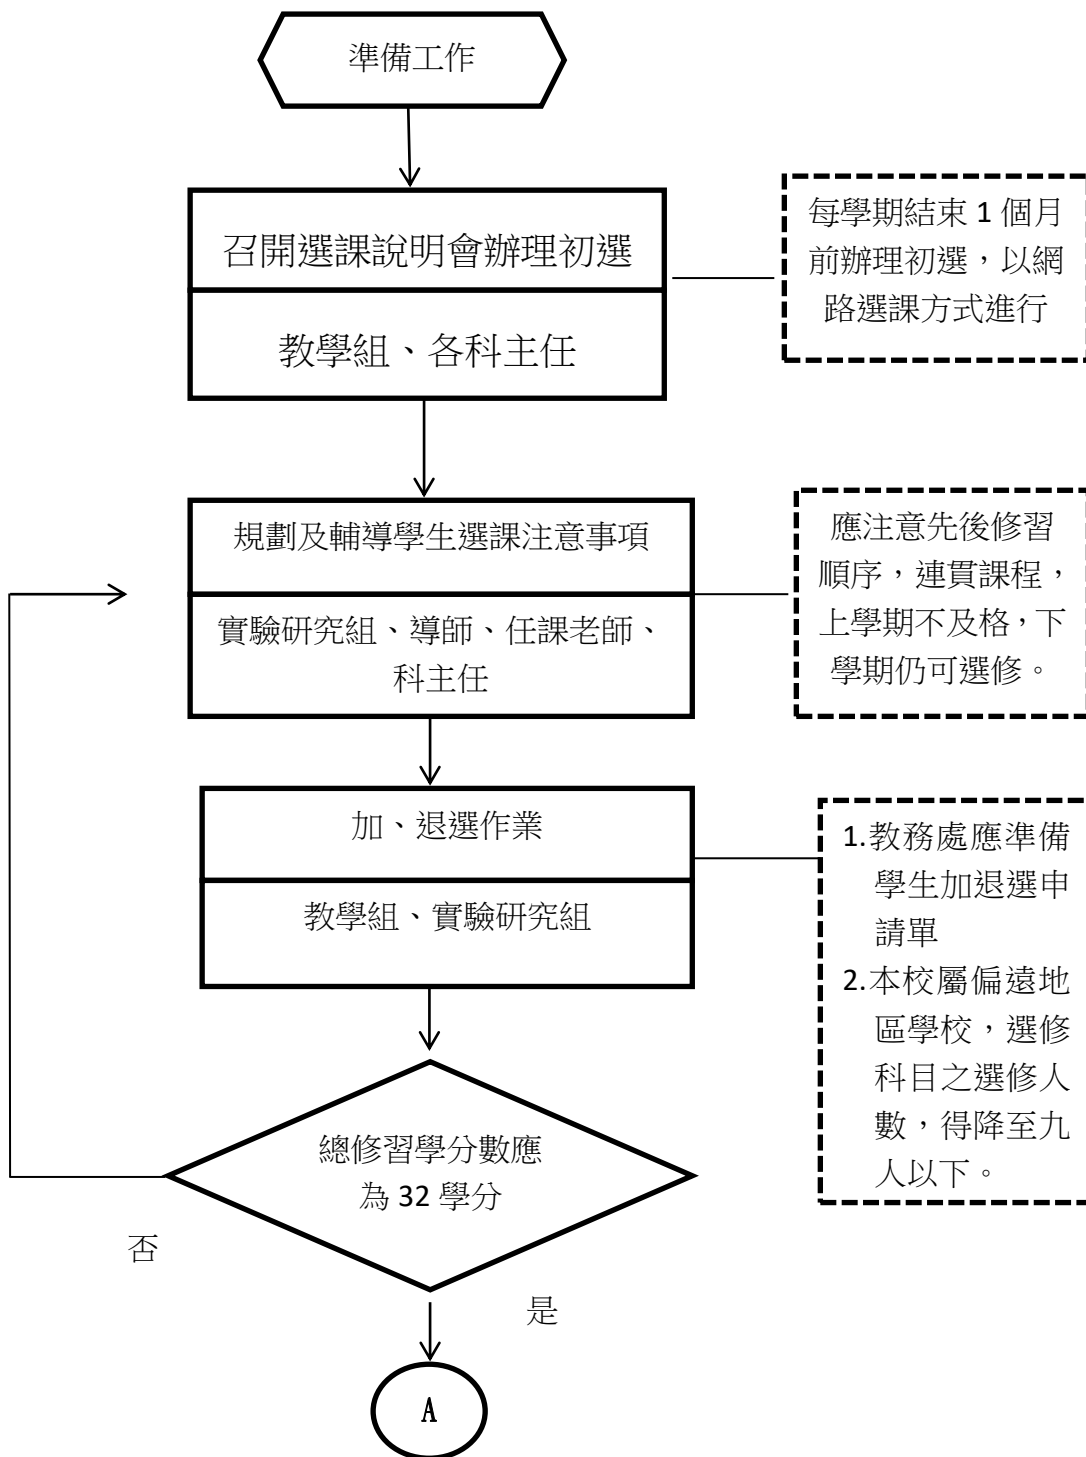 準備工作
召開選課說明會辦理初選
教學組、各科主任
每學期結束 1 個月
前辦理初選，以網
路選課方式進行
規劃及輔導學生選課注意事項
實驗研究組、導師、任課老師、
科主任
應注意先後修習
順序，連貫課程，
上學期不及格，下
學期仍可選修。
加、退選作業
教學組、實驗研究組
1.教務處應準備
學生加退選申
請單
2.本校屬偏遠地
區學校，選修
科目之選修人
數，得降至九
人以下。
總修習學分數應
為 32 學分
否
是
A